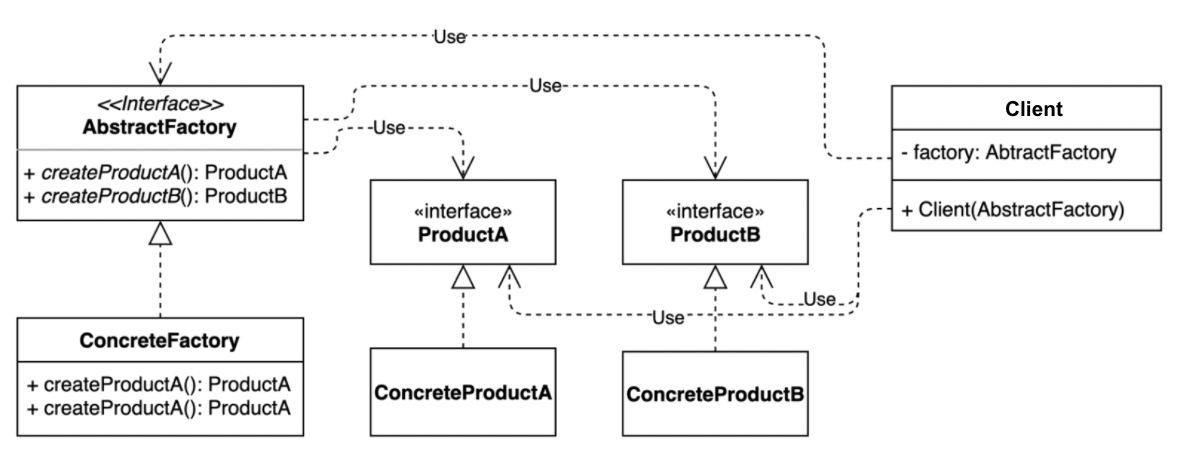 Use
<<Interface>>
AbstractFactory
+ createProductA(): ProductA
+ createProductB(): ProductB
Use
Use
Client
- factory: AbtractFactory
+ Client(AbstractFactory)
«interface»
ProductA
«interface»
ProductB
Use
Use
ConcreteFactory
+ createProductA(): ProductA
+ createProductA(): ProductA
ConcreteProductA
ConcreteProductB